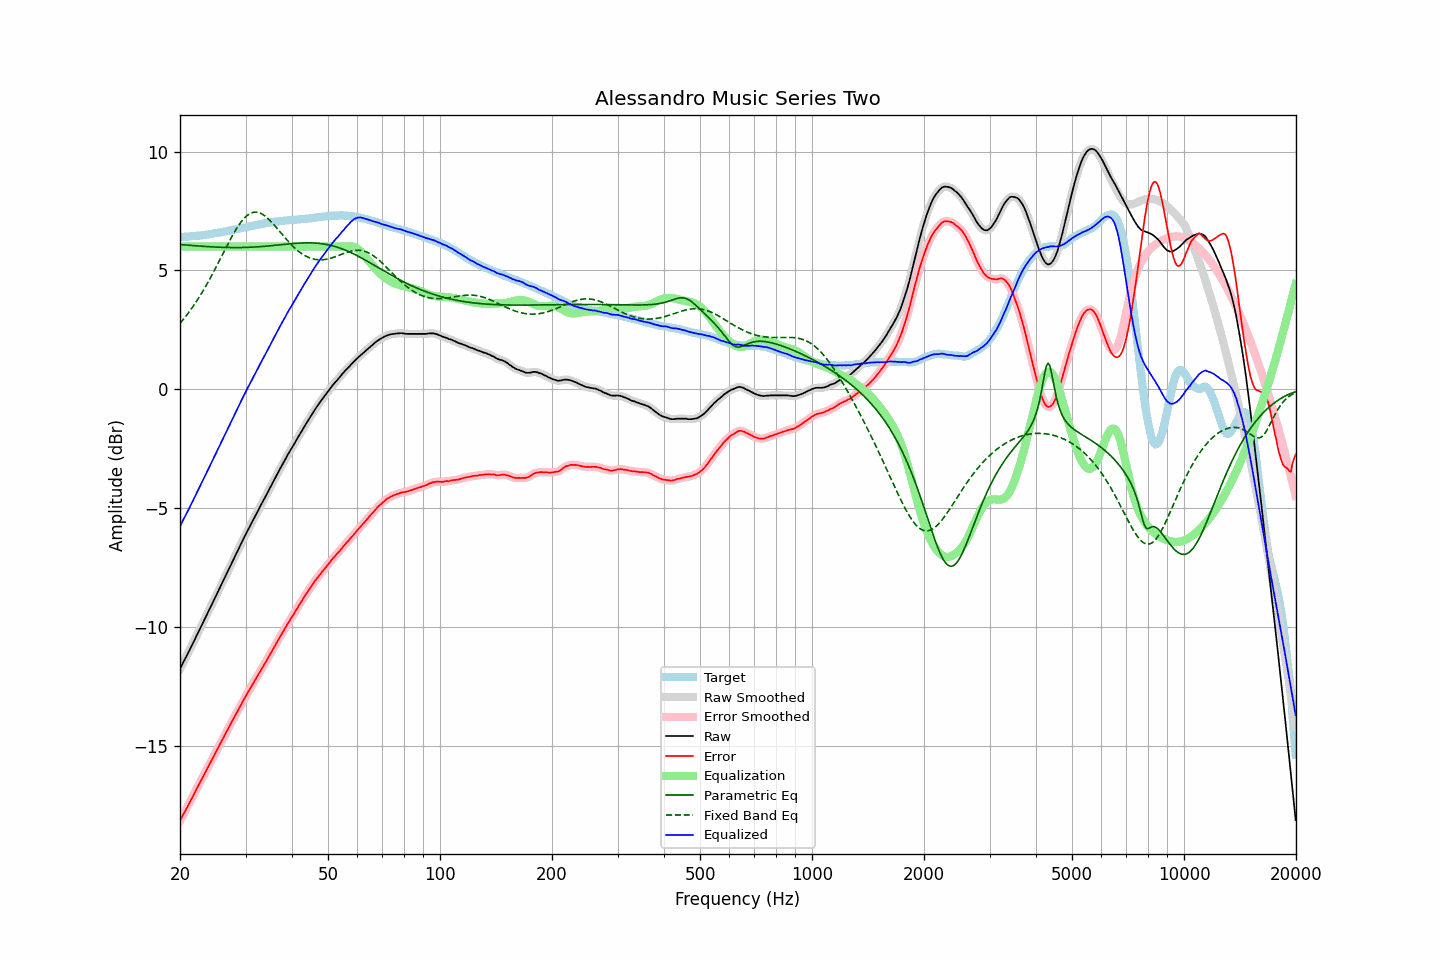 Alessandro Music Series Two
Amplitude (dBr)
10
5
0
−5
−10
−15
Target
Raw Smoothed
Error Smoothed
Raw
Error
Equalization
Parametric Eq
Fixed Band Eq
Equalized
20 50 100 200 500 1000 2000 5000 10000 20000
Frequency (Hz)